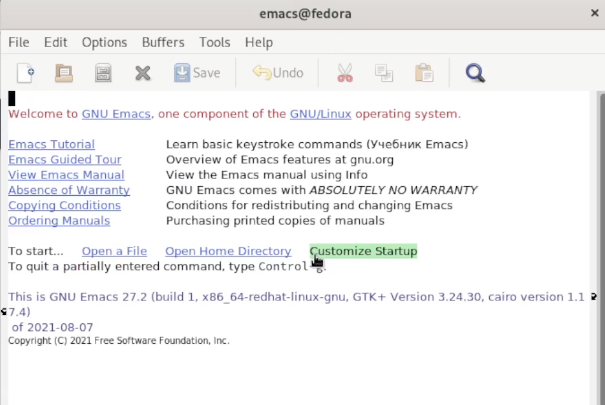 emacs@fedora
File Edit Options Buffers Tools Help
Save Undo
Welcome to GNU Emacs, one component of the GNU/Linux operating system.
Emacs Tutorial Learn basic keystroke commands (Учебник Emacs)
Emacs Guided Tour Overview of Emacs features at gnu.org
View Emacs Manual View the Emacs manual using Info
Absence of Warranty GNU Emacs comes with ABSOLUTELY NO WARRANTY
Copying Conditions Conditions for redistributing and changing Emacs
Ordering Manuals Purchasing printed copies of manuals
To start... Open a File Open Home Directory Customize Startup
To quit a partially entered command, type Control-g.
This is GNU Emacs 27.2 (build 1, x86_64-redhat-linux-gnu, GTK+ Version 3.24.30, cairo version 1.1
7.4)
of 2021-08-07
Copyright (C) 2021 Free Software Foundation, Inc.